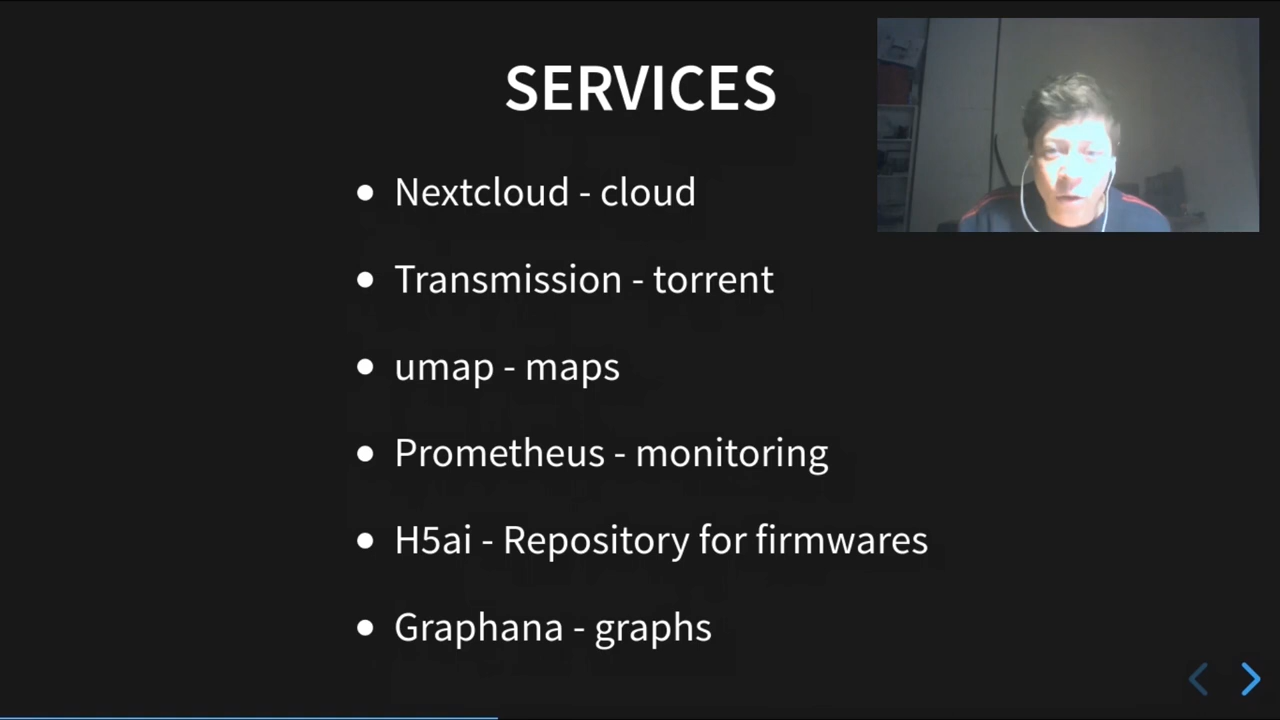 SERVICES
Nextcloud - cloud
Transmission - torrent
umap - maps
Prometheus - monitoring
H5ai - Repository for firmwares
Graphana - graphs